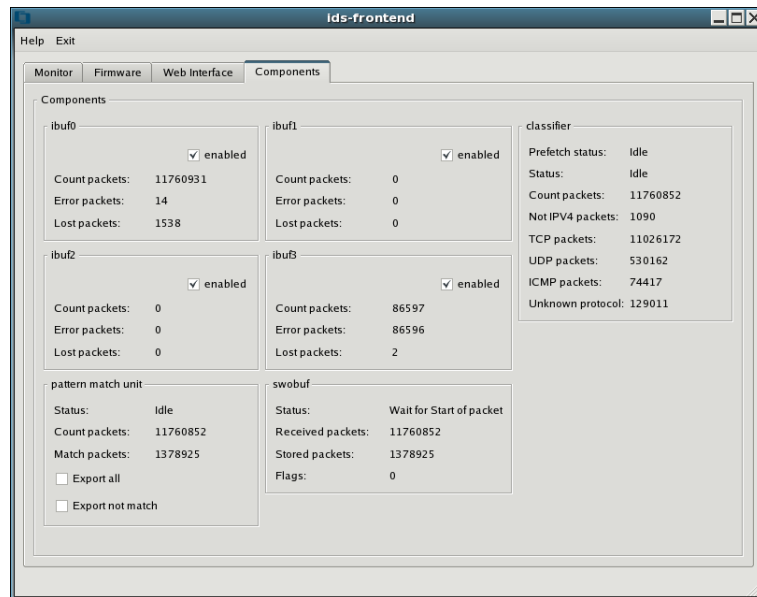 ids-frontend
Help Exit
Monitor Firmware Web Interface Components
Components
ibuf0
enabled
Count packets: 11760931
Error packets: 14
Lost packets: 1538
ibuf1
enabled
Count packets: 0
Error packets: 0
Lost packets: 0
classifier
Prefetch status: Idle
Status: Idle
Count packets: 11760852
Not IPV4 packets: 1090
TCP packets: 11026172
UDP packets: 530162
ICMP packets: 74417
Unknown protocol: 129011
ibuf2
enabled
Count packets: 0
Error packets: 0
Lost packets: 0
ibuf3
enabled
Count packets: 86597
Error packets: 86596
Lost packets: 2
pattern match unit
Status: Idle
Count packets: 11760852
Match packets: 1378925
Export all
Export not match
swobuf
Status: Wait for Start of packet
Received packets: 11760852
Stored packets: 1378925
Flags: 0